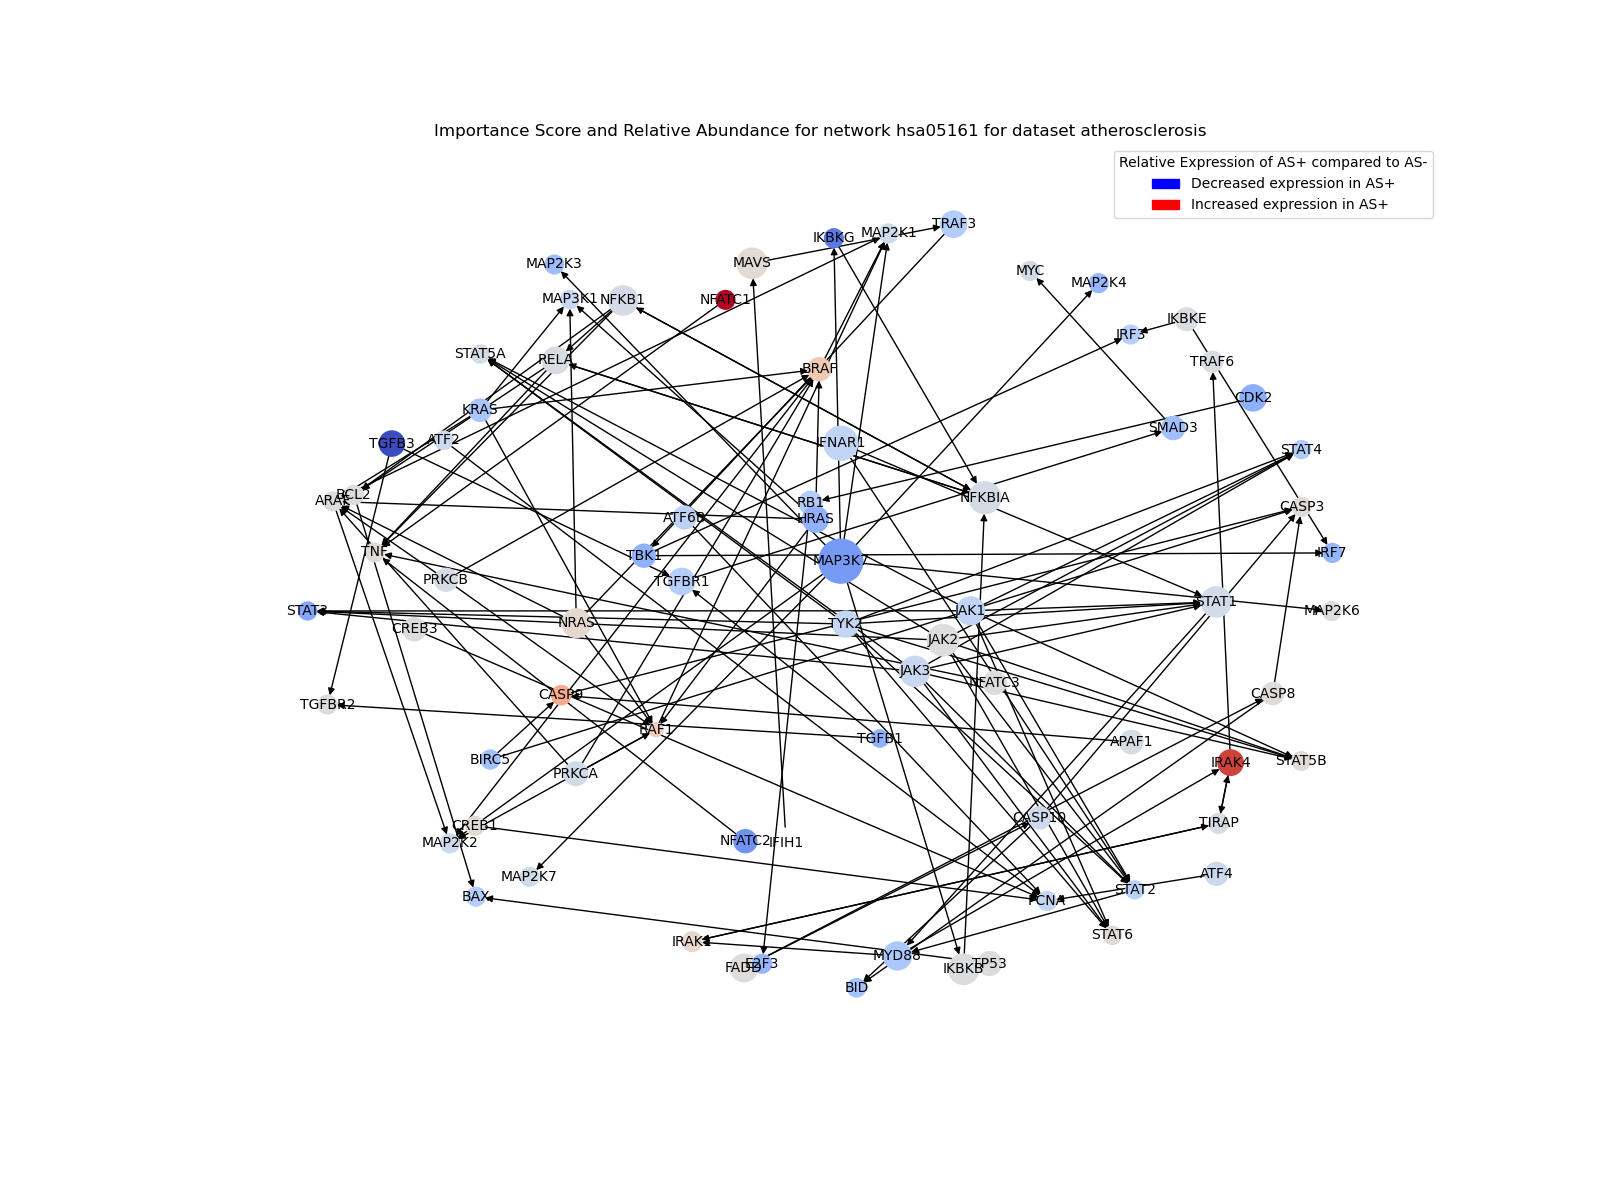 Importance Score and Relative Abundance for network hsa05161 for dataset atherosclerosis
Relative Expression of AS+ compared to AS-
Decreased expression in AS+
Increased expression in AS+
TRAF3
IKBKG
MAP2K1
MAVS
MAP2K3
MYC
MAP2K4
MAP3K1
NFKB1
NFATC1
IKBKE
JRF3
STAT5A
RELA
TRAF6
BRAF
CDK2
KRAS
SMAD3
TGFB3
ATF2
IFNAR1
STAT4
BCL2
ARAF
NFKBIA
RB1
CASP3
ATF6B
HRAS
TNF
TBK1
IRF7
MAP3K7
PRKCB
TGFBR1
STAT3
JAK1
STAT1
MAP2K6
CREB3
NRAS
TYK2
JAK2
JAK3
NFATC3
CASP9
CASP8
TGFBR2
RAF1
TGFB1
APAF1
BIRC5
PRKCA
IRAK4
STAT5B
CREB1
CASP10
TIRAP
MAP2K2
NFATC2
IFIH1
MAP2K7
ATF4
BAX
STAT2
PCNA
IRAK1
STAT6
MYD88
FADD
E2F3
IKBKB
TP53
BID